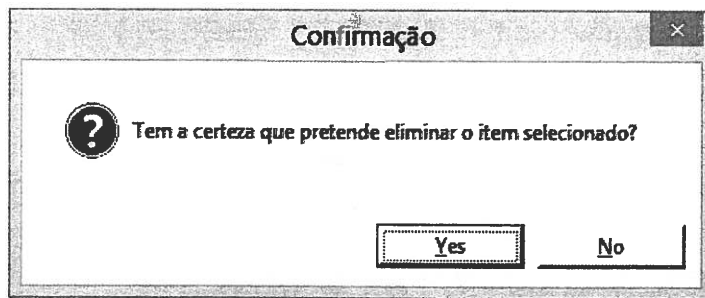 Confirmação
Tem a certeza que pretende eliminar o item selecionado?
Yes
No